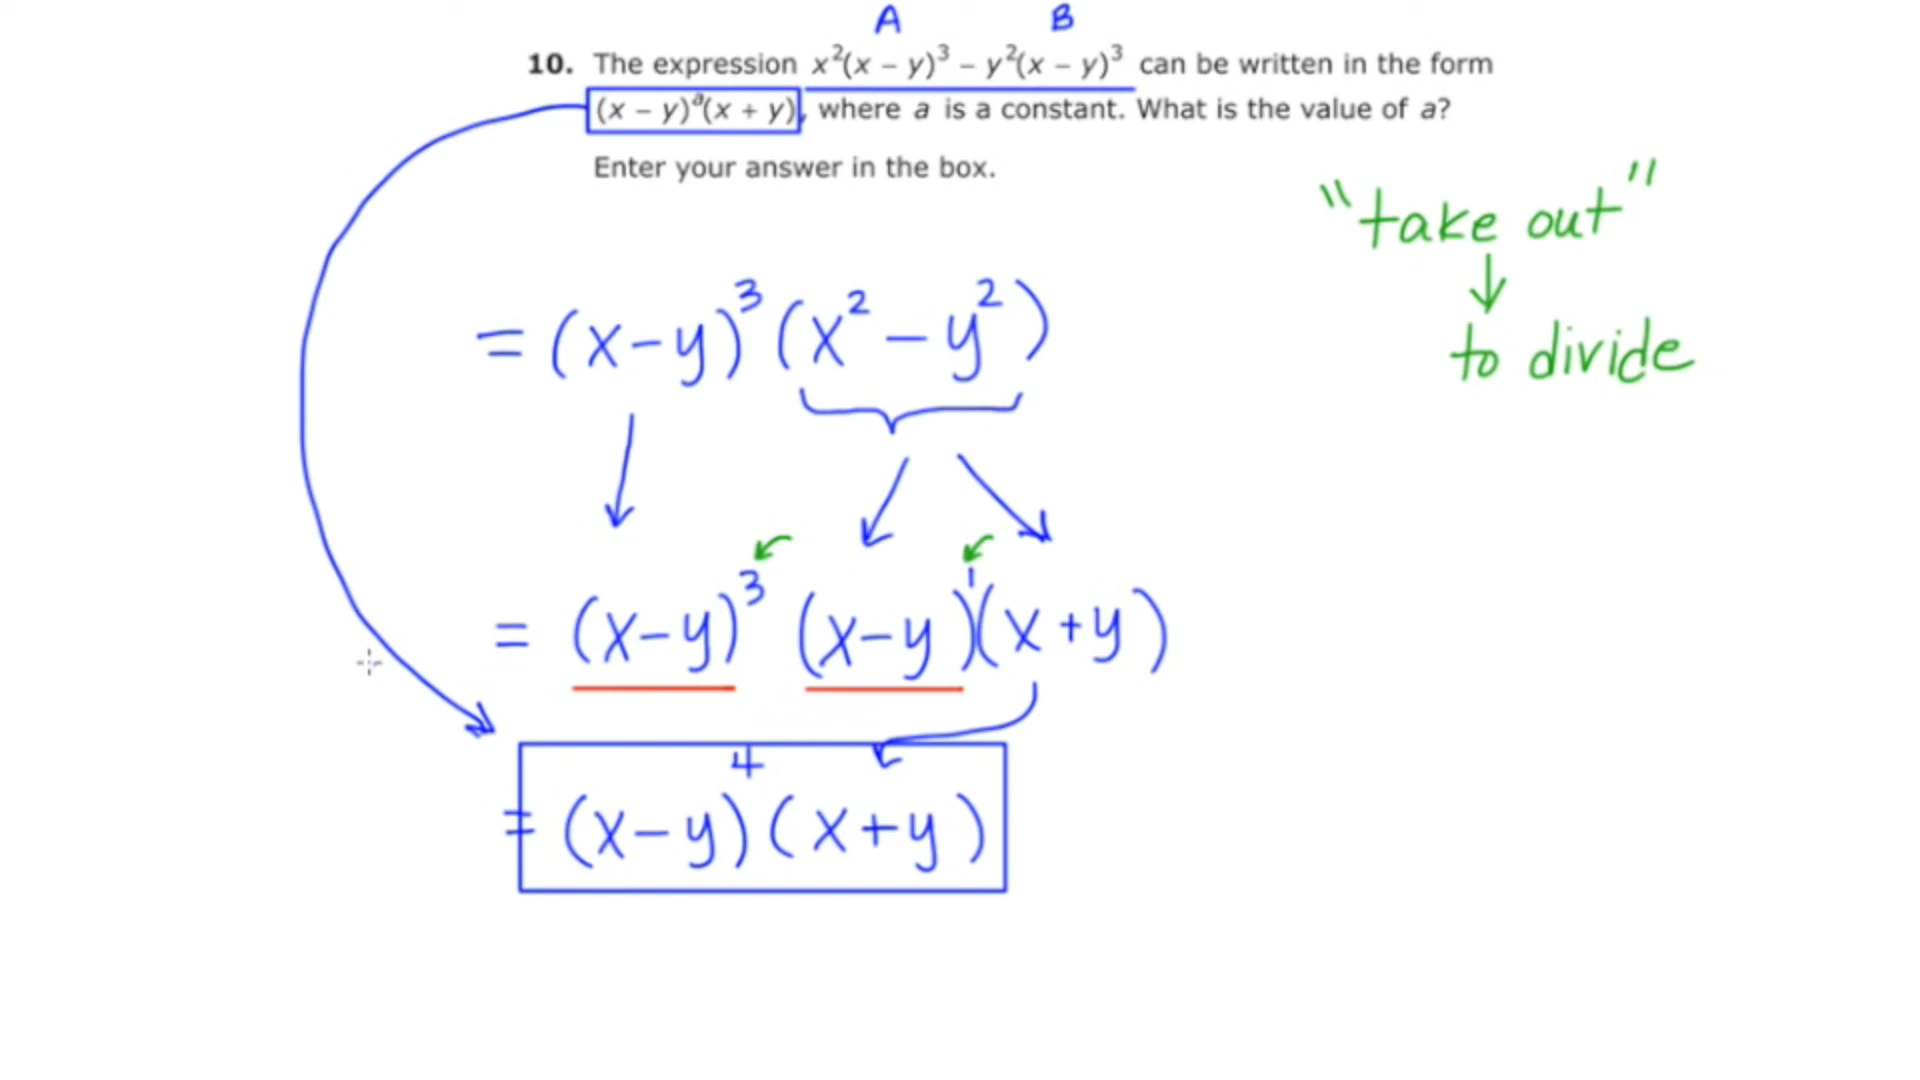 A B
10. The expression x²(x – y)³ – y²(x – y)³ can be written in the form
(x – y)ᵃ(x + y), where a is a constant. What is the value of a?
Enter your answer in the box.
"take out"
to divide
= (x-y)³ (x² - y²)
= (x-y)³ (x-y)¹(x+y)
= (x-y)⁴(x+y)